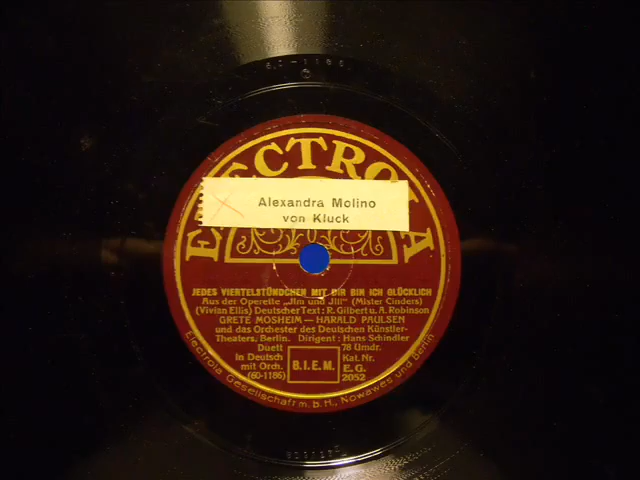 ELECTROLA
Alexandra Molino
von Kluck
JEDES VIERTELSTÜNDCHEN MIT DIR BIN ICH GLÜCKLICH
Aus der Operette „Jim und Jill" (Mister Cinders)
(Vivian Ellis) Deutscher Text: R. Gilbert u. A. Robinson
GRETE MOSHEIM — HARALD PAULSEN
und das Orchester des Deutschen Künstler-
Theaters, Berlin. Dirigent: Hans Schindler
Duett
in Deutsch
mit Orch.
(60-1186)
B.I.E.M.
78 Umdr.
Kat. Nr.
E.G.
2052
Electrola Gesellschaft m. b. H., Nowawes und Berlin